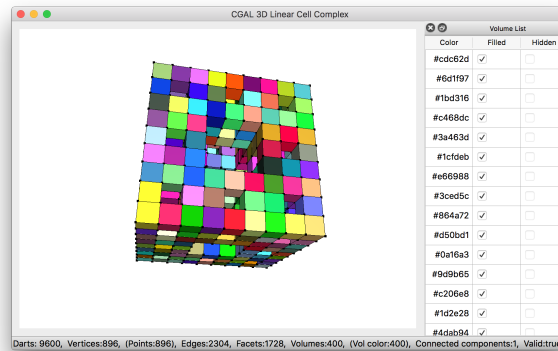 CGAL 3D Linear Cell Complex
Volume List
Color Filled Hidden
#cdc62d
#6d1f97
#1bd316
#c468dc
#3a463d
#1cfdeb
#e66988
#3ced5c
#864a72
#d50bd1
#0a16a3
#9d9b65
#c206e8
#1d2e28
#4dab94
Darts: 9600, Vertices:896, (Points:896), Edges:2304, Facets:1728, Volumes:400, (Vol color:400), Connected components:1, Valid:true